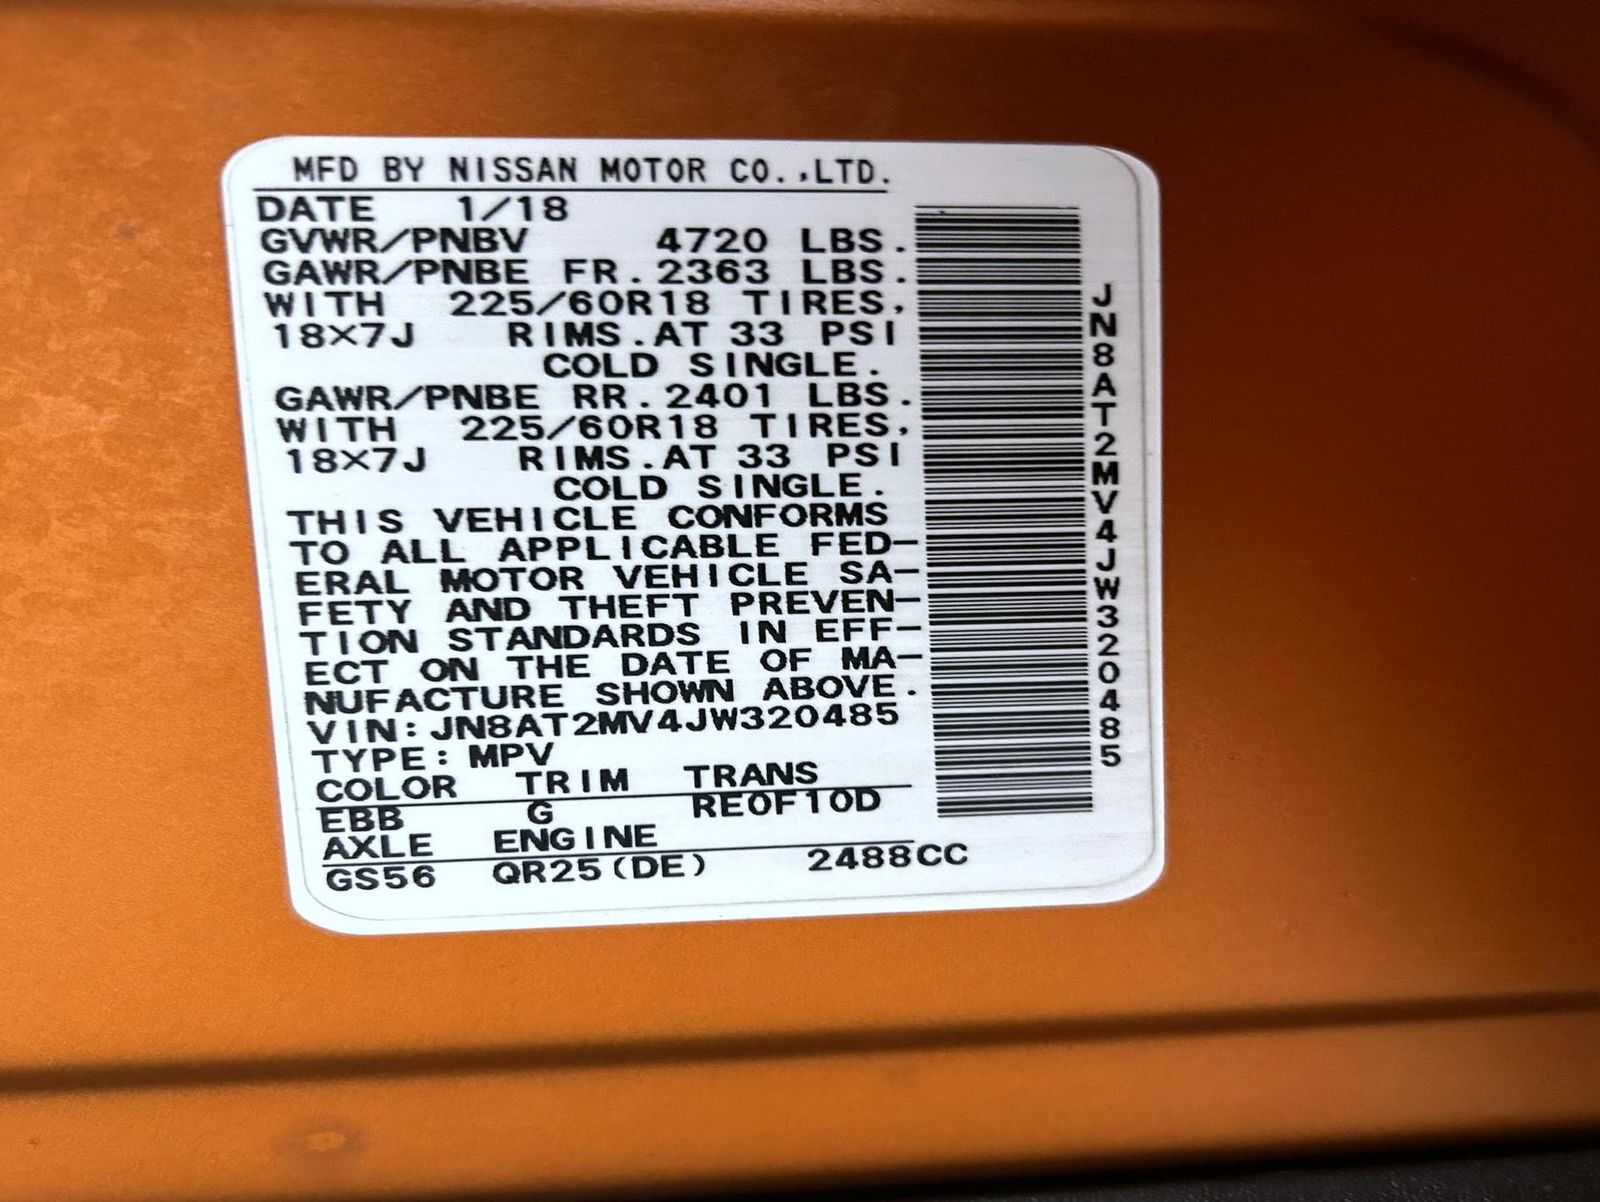 MFD BY NISSAN MOTOR CO.,LTD.
DATE 1/18
GVWR/PNBV 4720 LBS.
GAWR/PNBE FR.2363 LBS.
WITH 225/60R18 TIRES,
18×7J RIMS.AT 33 PSI
COLD SINGLE.
GAWR/PNBE RR.2401 LBS.
WITH 225/60R18 TIRES,
18×7J RIMS.AT 33 PSI
COLD SINGLE.
THIS VEHICLE CONFORMS
TO ALL APPLICABLE FED-
ERAL MOTOR VEHICLE SA-
FETY AND THEFT PREVEN-
TION STANDARDS IN EFF-
ECT ON THE DATE OF MA-
NUFACTURE SHOWN ABOVE.
VIN:JN8AT2MV4JW320485
TYPE:MPV
COLOR TRIM TRANS
EBB G RE0F10D
AXLE ENGINE
GS56 QR25(DE) 2488CC
JN8AT2MV4JW320485